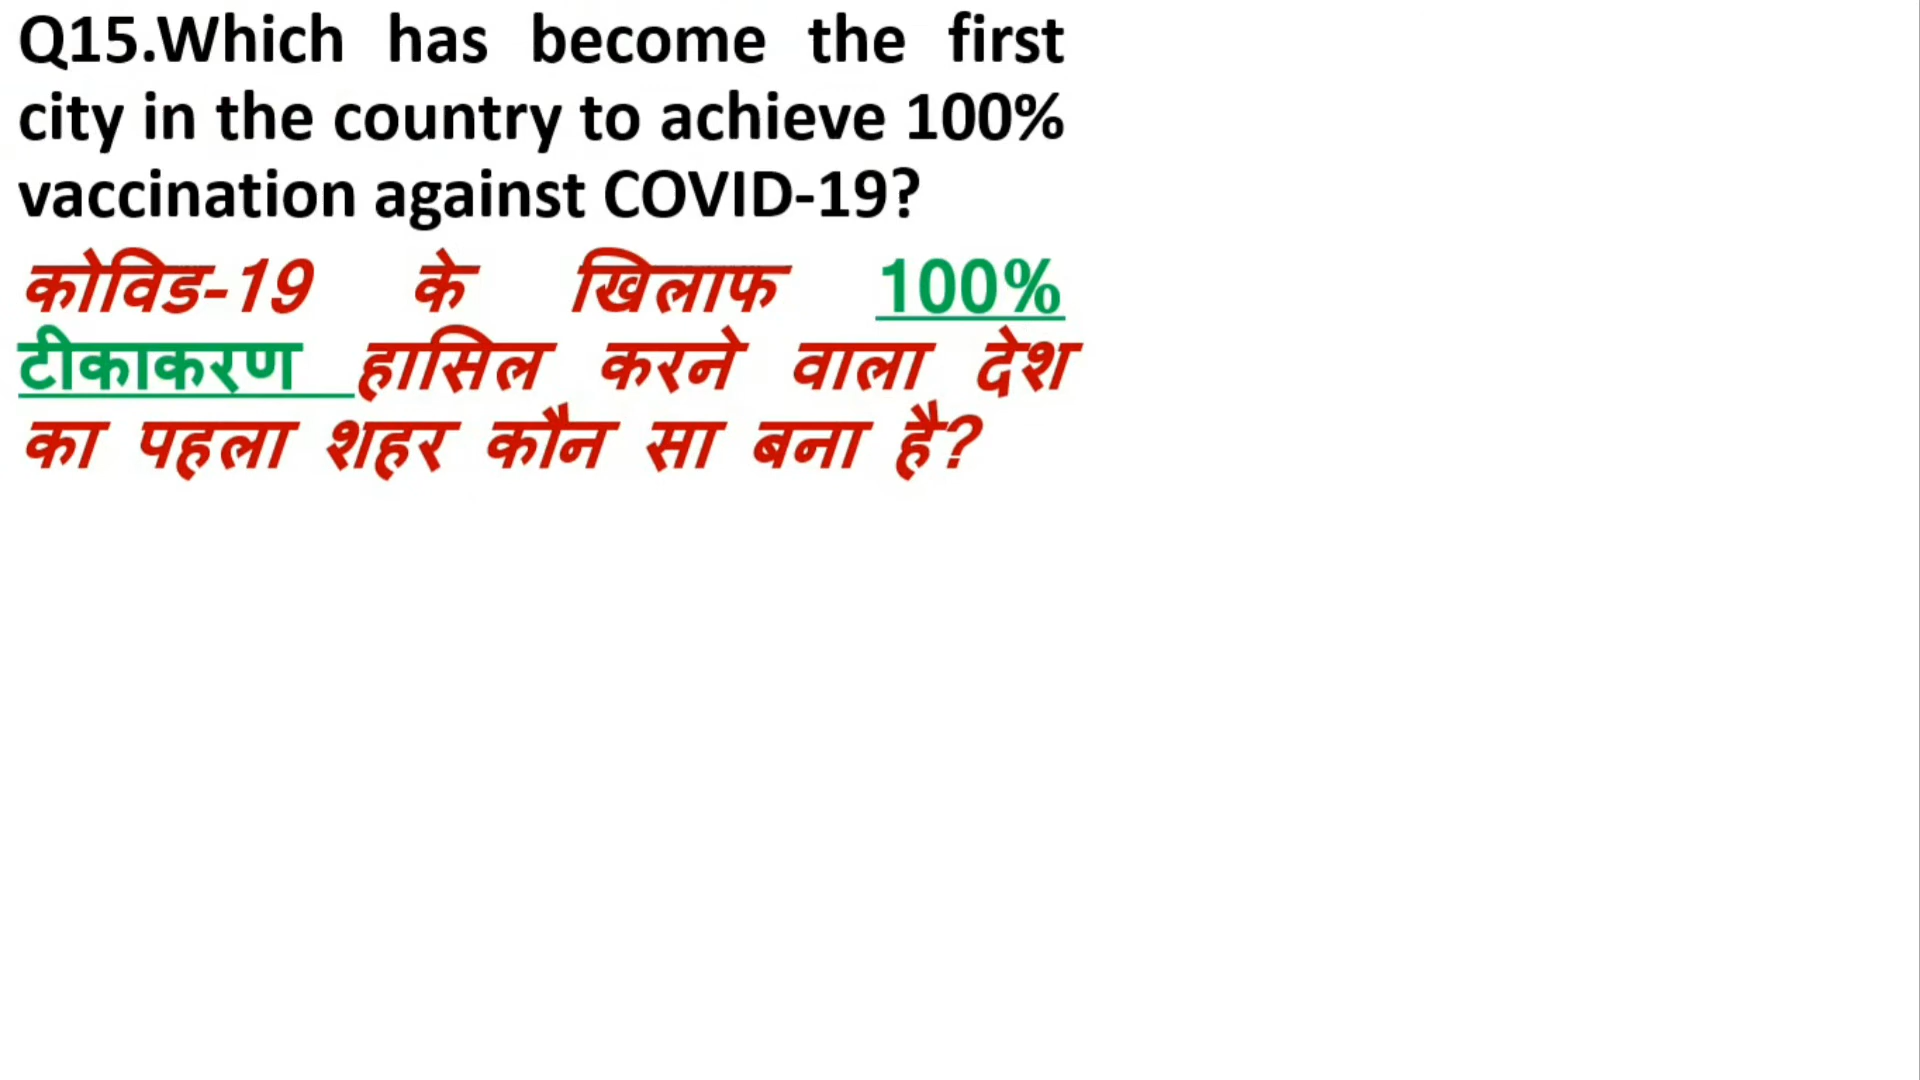 Q15.Which has become the first
city in the country to achieve 100%
vaccination against COVID-19?
कोविड-19 के खिलाफ 100%
टीकाकरण हासिल करने वाला देश
का पहला शहर कौन सा बना है?